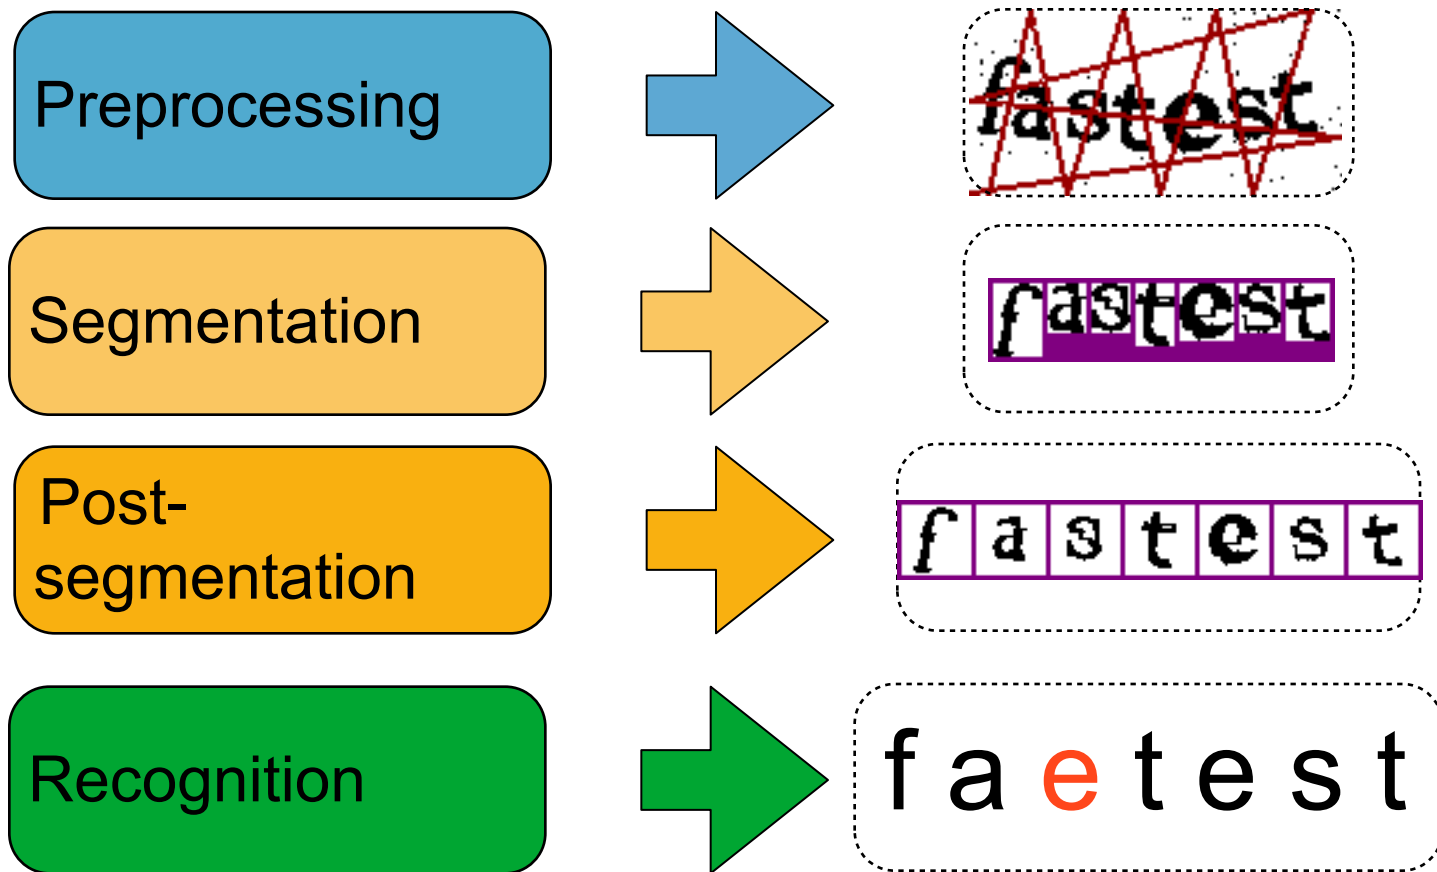 Preprocessing
fastest
Segmentation
fastest
Post-
segmentation
f a s t e s t
Recognition
f a e t e s t